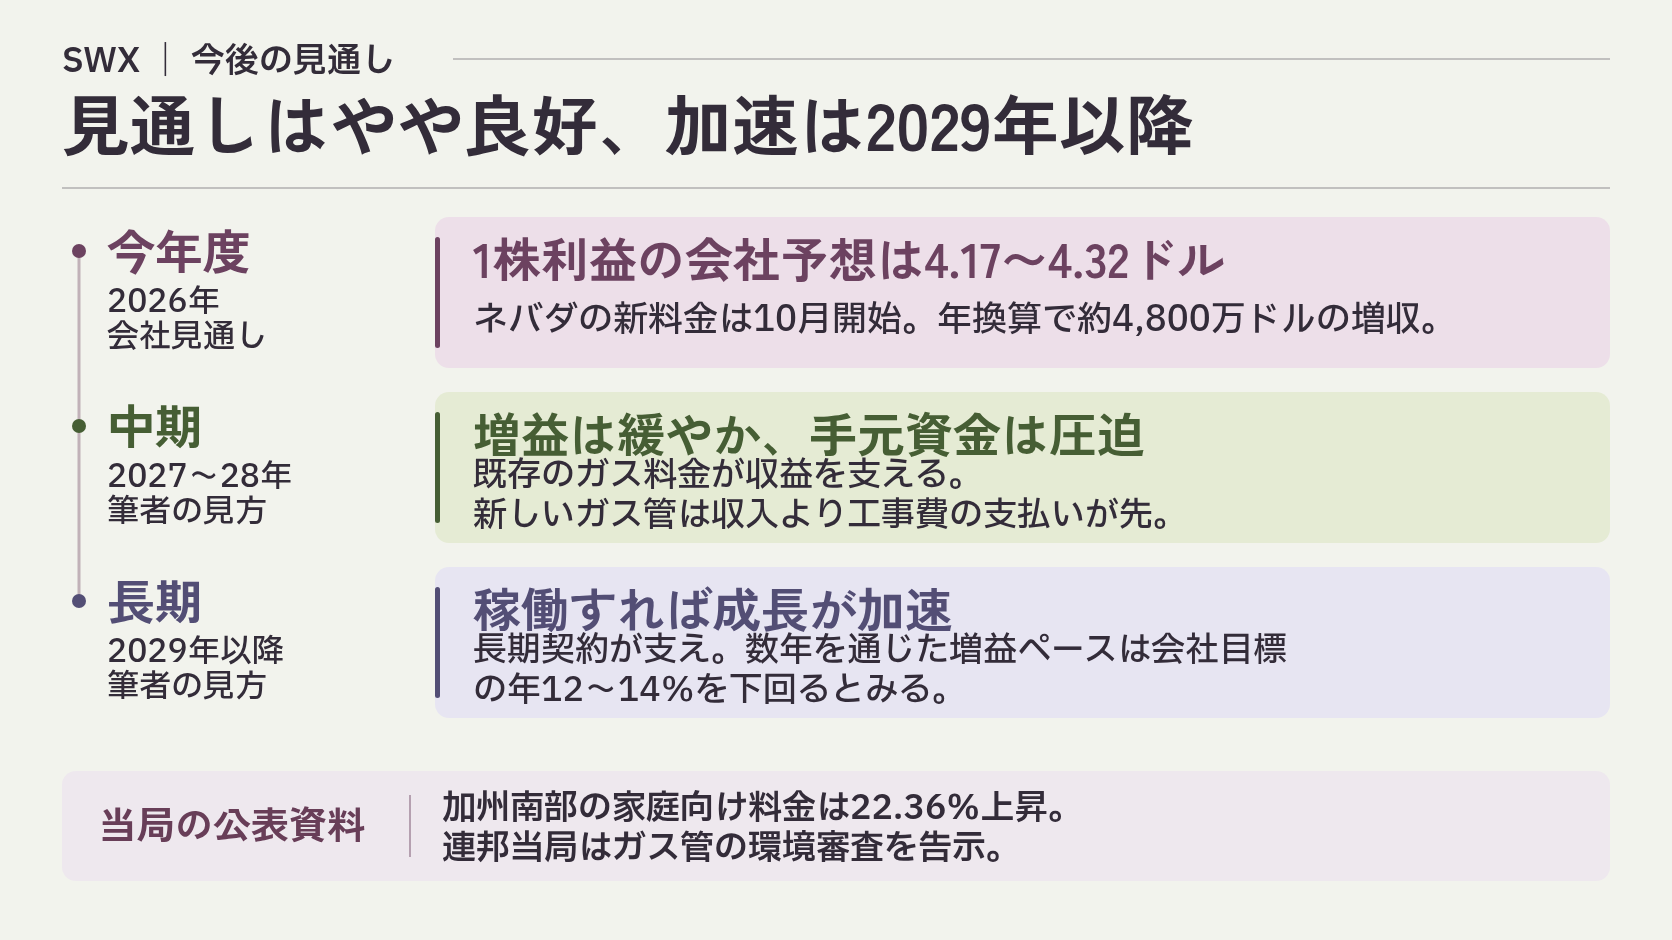 SWX | 今後の見通し
見通しはやや良好、加速は2029年以降
今年度
2026年
会社見通し
1株利益の会社予想は4.17〜4.32ドル
ネバダの新料金は10月開始。年換算で約4,800万ドルの増収。
中期
2027〜28年
筆者の見方
増益は緩やか、手元資金は圧迫
既存のガス料金が収益を支える。
新しいガス管は収入より工事費の支払いが先。
長期
2029年以降
筆者の見方
稼働すれば成長が加速
長期契約が支え。数年を通じた増益ペースは会社目標
の年12〜14%を下回るとみる。
当局の公表資料
加州南部の家庭向け料金は22.36%上昇。
連邦当局はガス管の環境審査を告示。